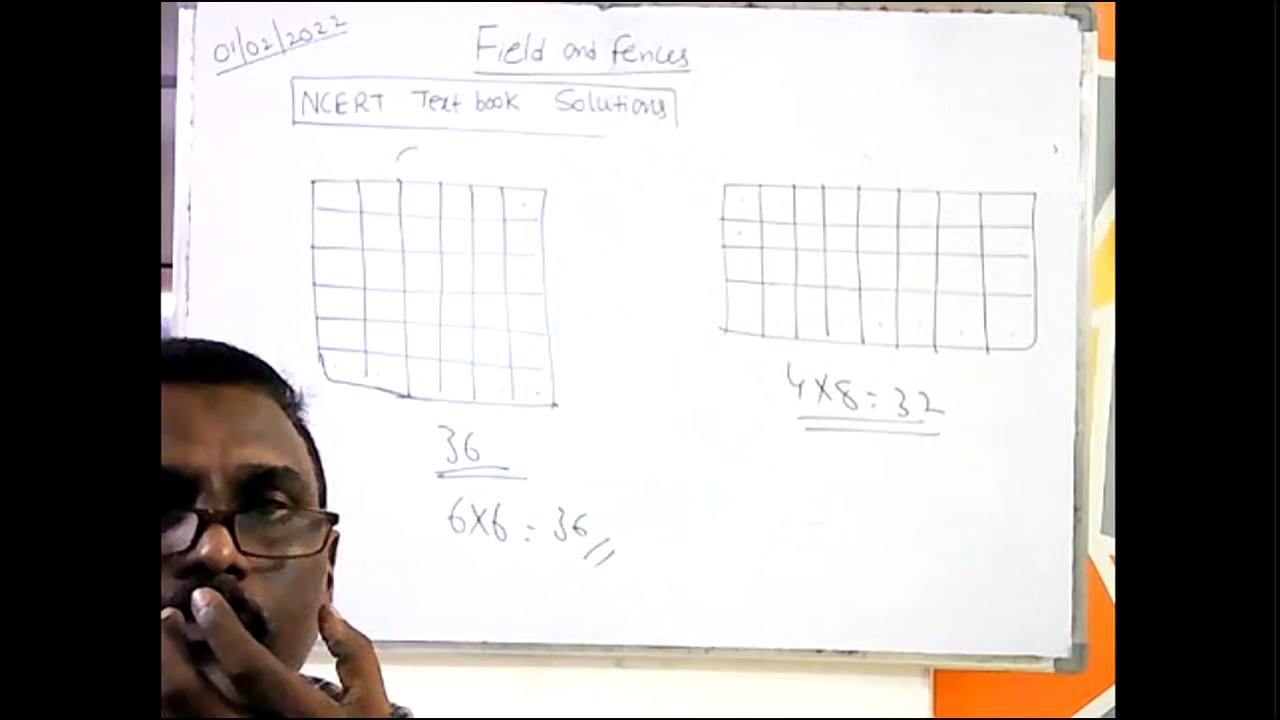 01/02/2022
Field and fences
NCERT Text book Solutions
36
6x6 = 36
4x8 = 32